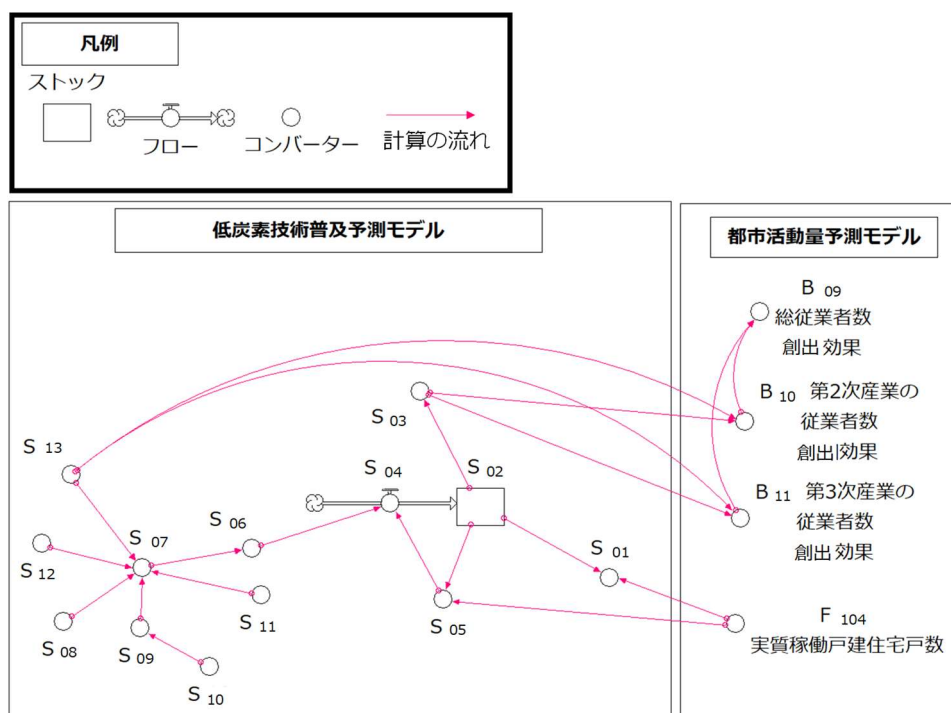 凡例
ストック
フロー
コンバーター
計算の流れ
低炭素技術普及予測モデル
都市活動量予測モデル
B 09
総従業者数
創出効果
B 10 第2次産業の
従業者数
創出効果
B 11 第3次産業の
従業者数
創出効果
F 104
実質稼働戸建住宅戸数
S 13
S 03
S 04
S 02
S 06
S 07
S 12
S 01
S 11
S 05
S 08
S 09
S 10